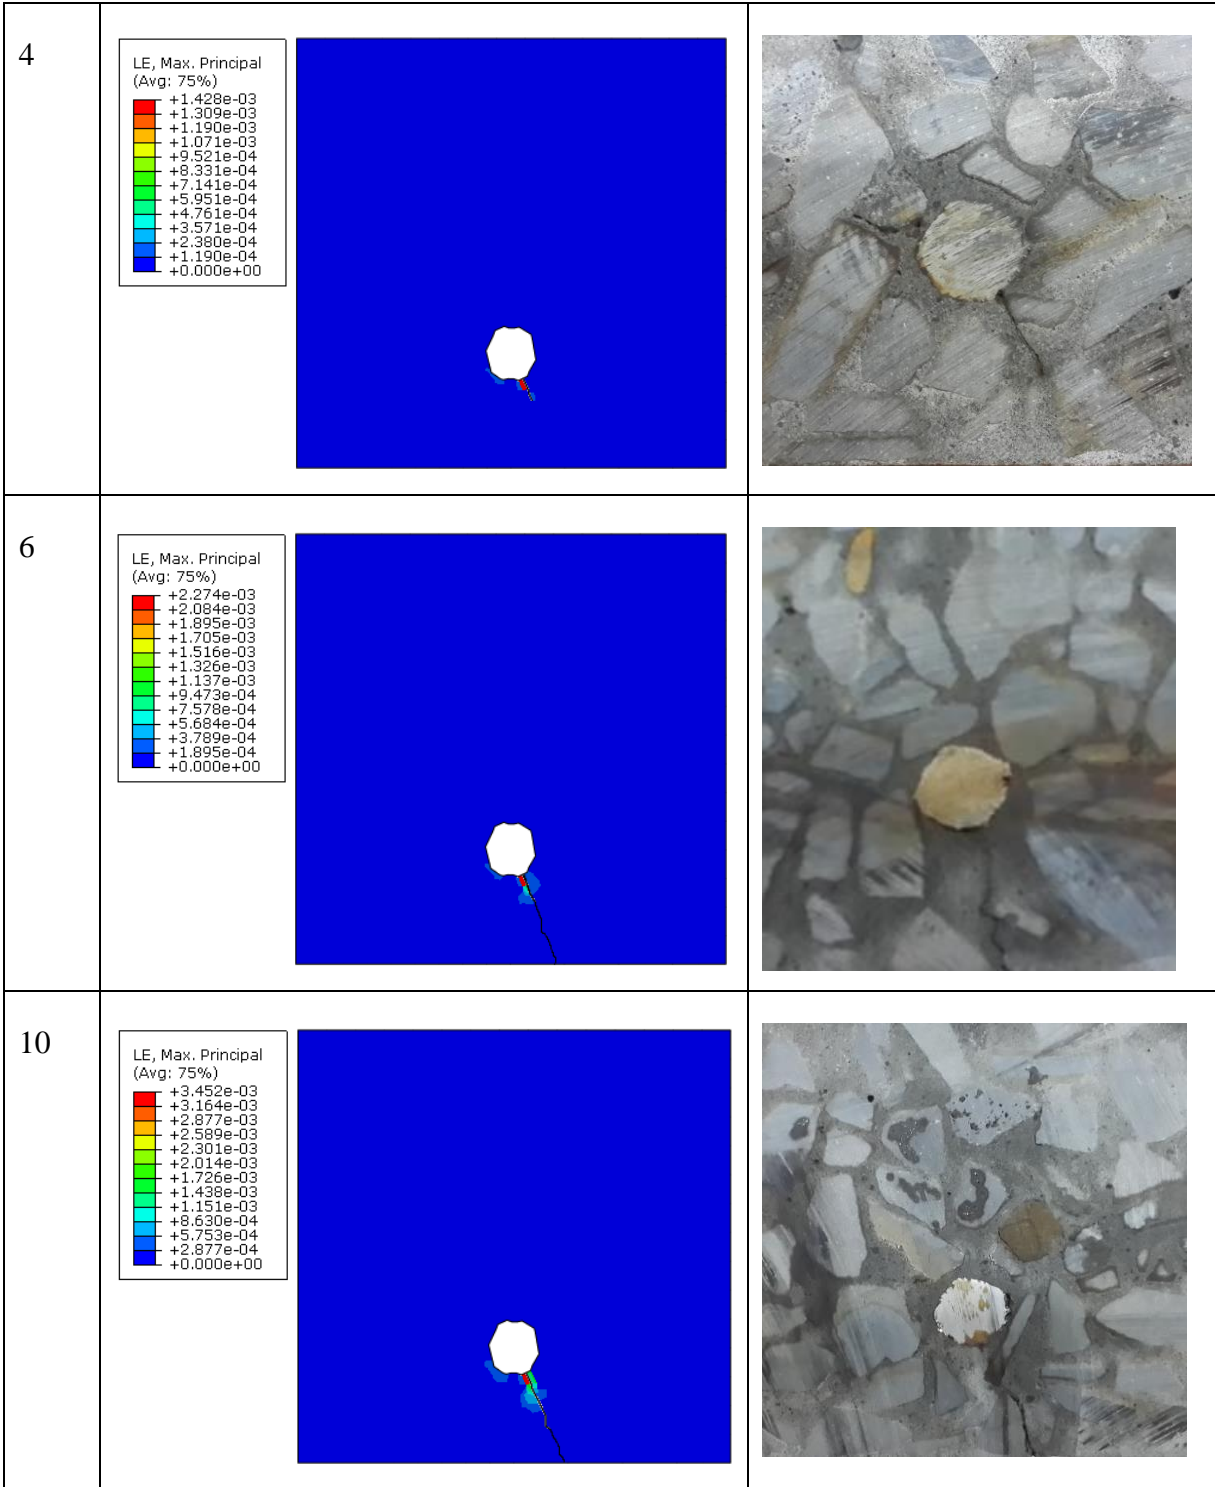 4
LE, Max. Principal
(Avg: 75%)
+1.428e-03
+1.309e-03
+1.190e-03
+1.071e-03
+9.521e-04
+8.331e-04
+7.141e-04
+5.951e-04
+4.761e-04
+3.571e-04
+2.380e-04
+1.190e-04
+0.000e+00
6
LE, Max. Principal
(Avg: 75%)
+2.274e-03
+2.084e-03
+1.895e-03
+1.705e-03
+1.516e-03
+1.326e-03
+1.137e-03
+9.473e-04
+7.578e-04
+5.684e-04
+3.789e-04
+1.895e-04
+0.000e+00
10
LE, Max. Principal
(Avg: 75%)
+3.452e-03
+3.164e-03
+2.877e-03
+2.589e-03
+2.301e-03
+2.014e-03
+1.726e-03
+1.438e-03
+1.151e-03
+8.630e-04
+5.753e-04
+2.877e-04
+0.000e+00